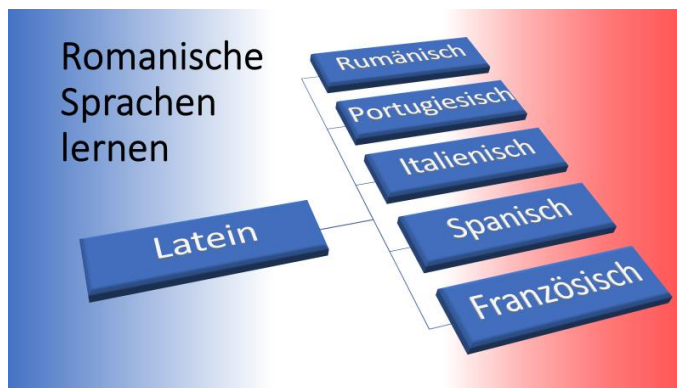 Romanische
Sprachen
lernen
Rumänisch
Portugiesisch
Italienisch
Latein
Spanisch
Französisch